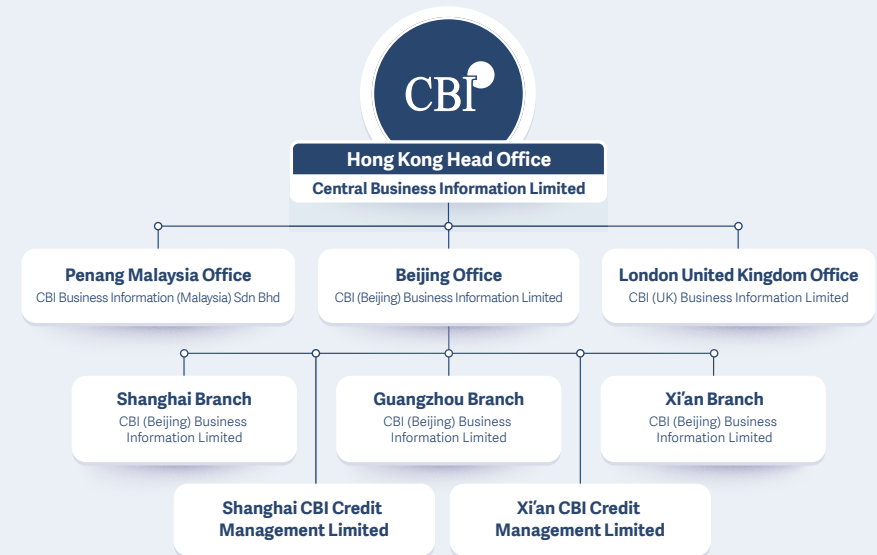 CBI
Hong Kong Head Office
Central Business Information Limited
Penang Malaysia Office
CBI Business Information (Malaysia) Sdn Bhd
Beijing Office
CBI (Beijing) Business Information Limited
London United Kingdom Office
CBI (UK) Business Information Limited
Shanghai Branch
CBI (Beijing) Business
Information Limited
Guangzhou Branch
CBI (Beijing) Business
Information Limited
Xi’an Branch
CBI (Beijing) Business
Information Limited
Shanghai CBI Credit
Management Limited
Xi’an CBI Credit
Management Limited